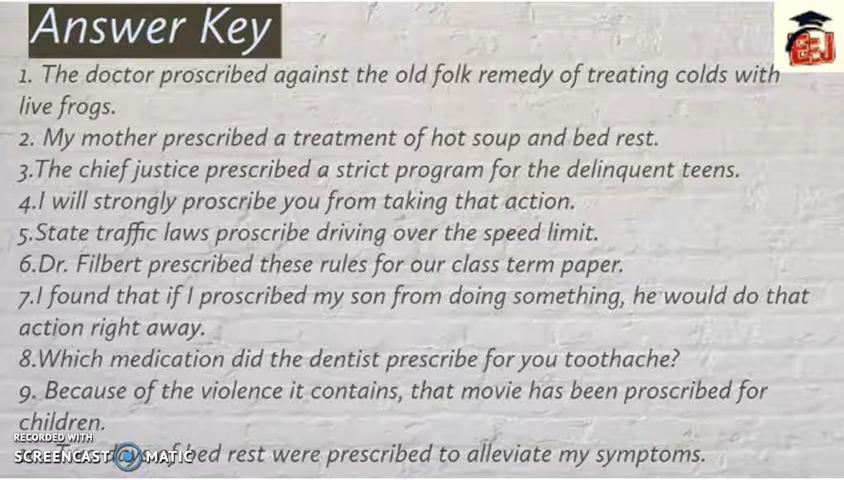 Answer Key
EEJ
1. The doctor proscribed against the old folk remedy of treating colds with
live frogs.
2. My mother prescribed a treatment of hot soup and bed rest.
3.The chief justice prescribed a strict program for the delinquent teens.
4.I will strongly proscribe you from taking that action.
5.State traffic laws proscribe driving over the speed limit.
6.Dr. Filbert prescribed these rules for our class term paper.
7.I found that if I proscribed my son from doing something, he would do that
action right away.
8.Which medication did the dentist prescribe for you toothache?
9. Because of the violence it contains, that movie has been proscribed for
children.
RECORDED WITH
SCREENCAST MATIC
of bed rest were prescribed to alleviate my symptoms.